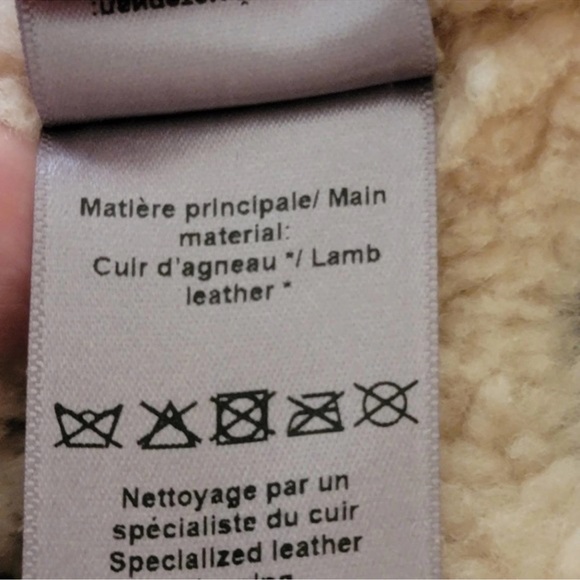 Matière principale/ Main
material:
Cuir d'agneau */ Lamb
leather *
Nettoyage par un
spécialiste du cuir
Specialized leather